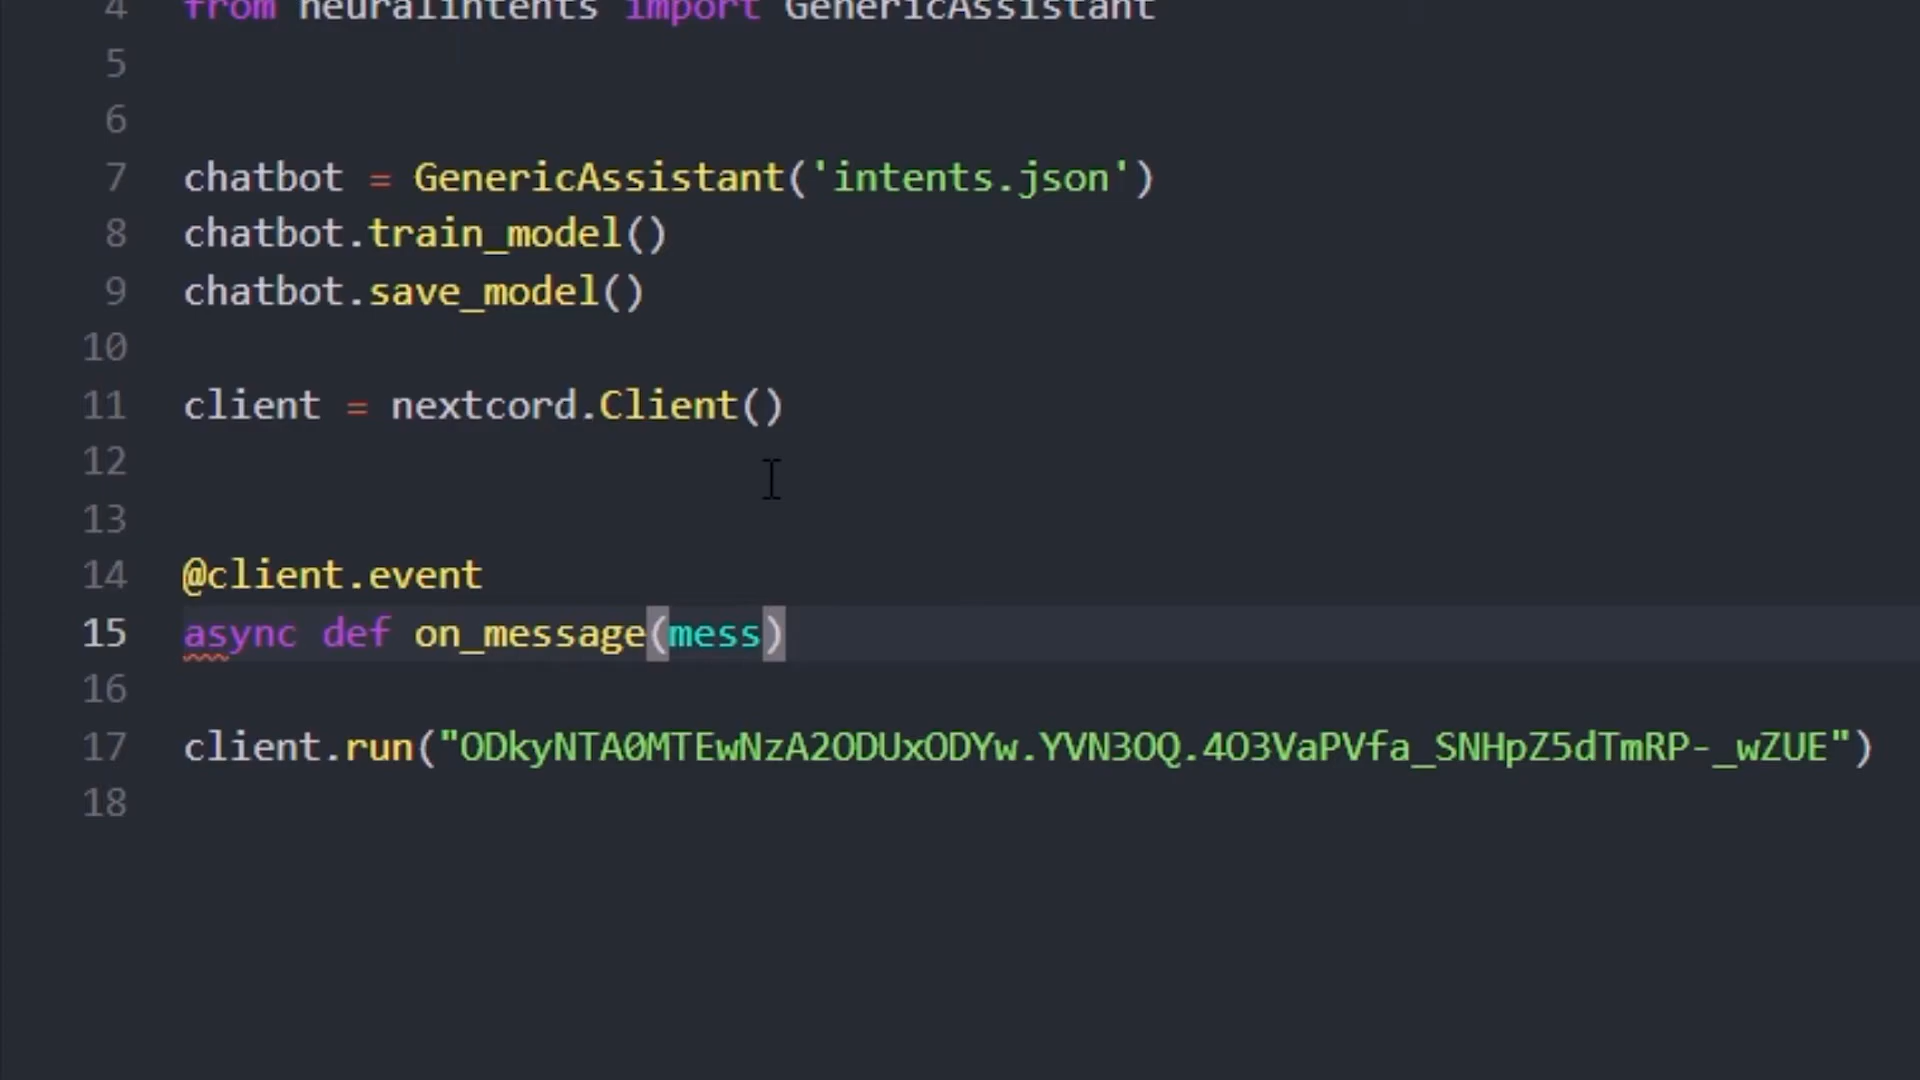 4 from neuralintents import GenericAssistant
5
6
7 chatbot = GenericAssistant('intents.json')
8 chatbot.train_model()
9 chatbot.save_model()
10
11 client = nextcord.Client()
12
13
14 @client.event
15 async def on_message(mess)
16
17 client.run("ODkyNTA0MTEwNzA2ODUxODYw.YVN3OQ.4O3VaPVfa_SNHpZ5dTmRP-_wZUE")
18